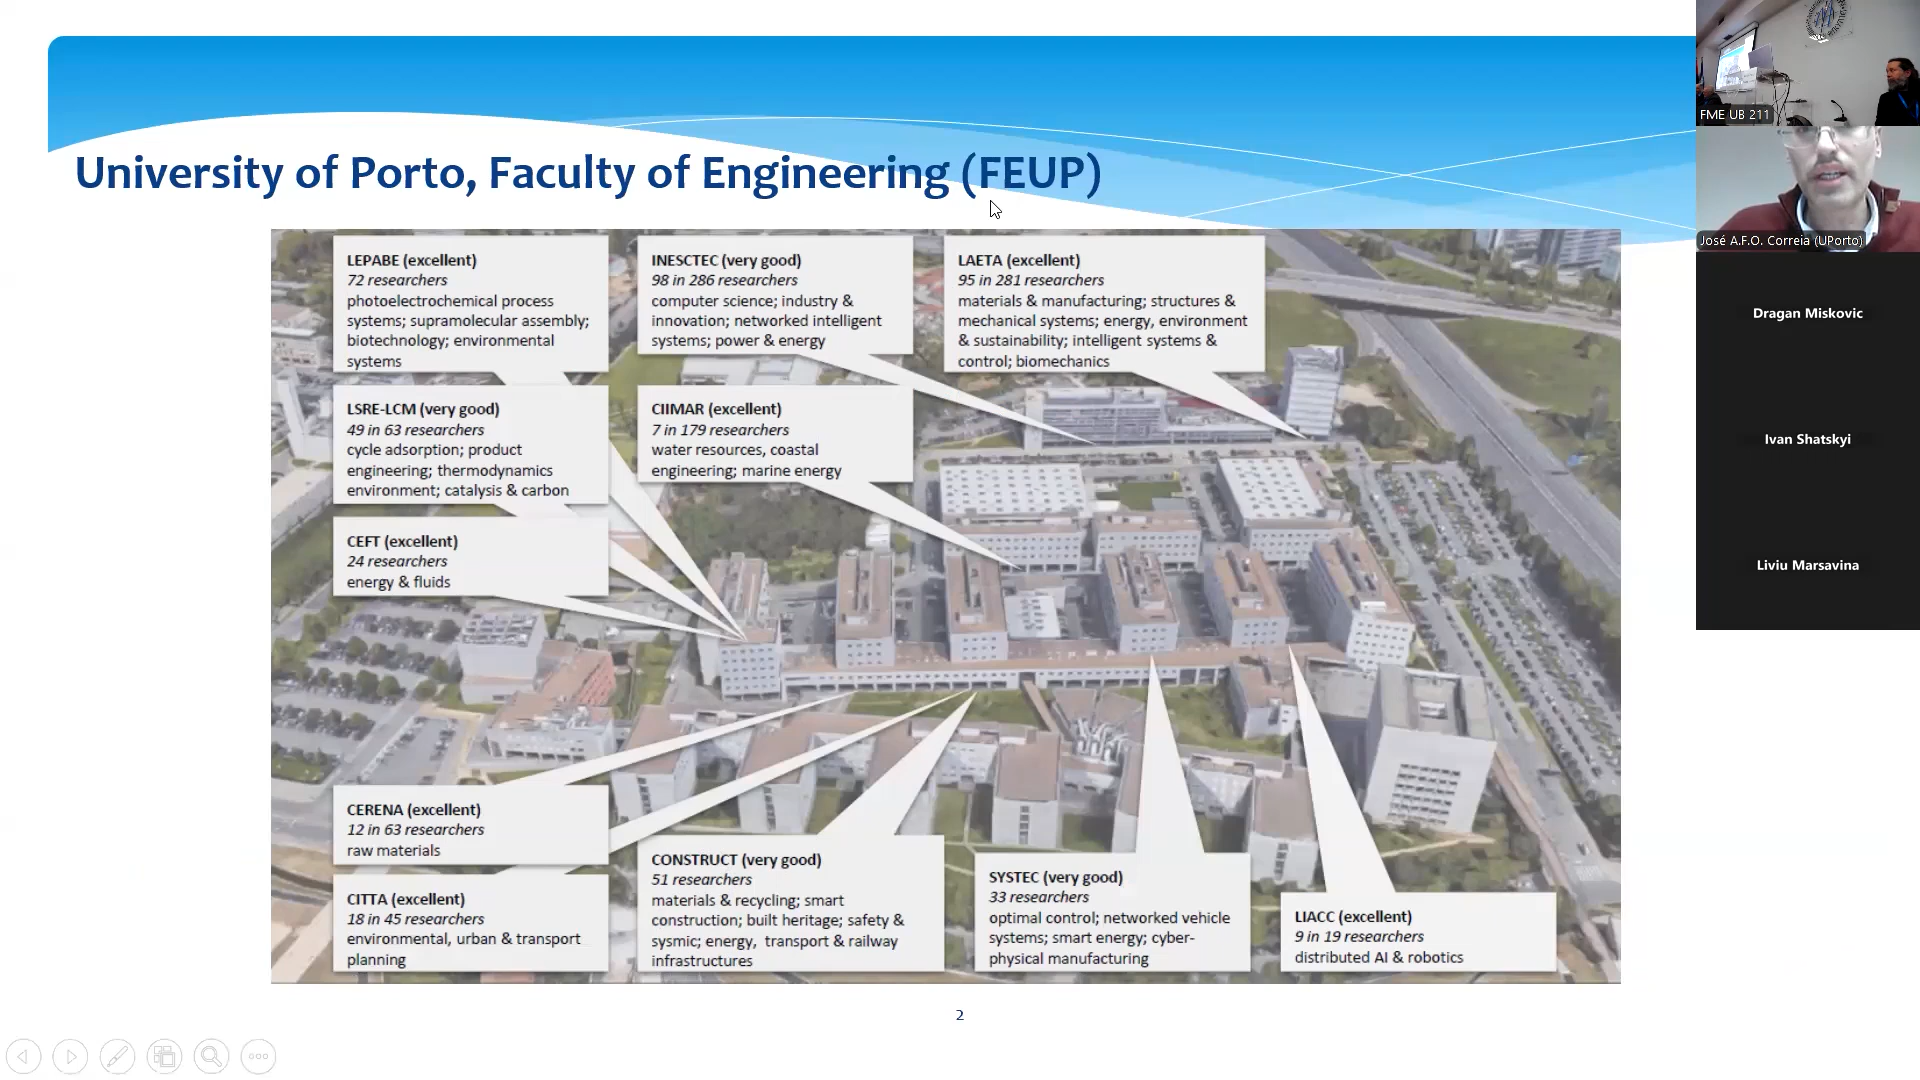 University of Porto, Faculty of Engineering (FEUP)
LEPABE (excellent)
72 researchers
photoelectrochemical process
systems; supramolecular assembly;
biotechnology; environmental
systems
INESCTEC (very good)
98 in 286 researchers
computer science; industry &
innovation; networked intelligent
systems; power & energy
LAETA (excellent)
95 in 281 researchers
materials & manufacturing; structures &
mechanical systems; energy, environment
& sustainability; intelligent systems &
control; biomechanics
LSRE-LCM (very good)
49 in 63 researchers
cycle adsorption; product
engineering; thermodynamics
environment; catalysis & carbon
CIIMAR (excellent)
7 in 179 researchers
water resources, coastal
engineering; marine energy
CEFT (excellent)
24 researchers
energy & fluids
CERENA (excellent)
12 in 63 researchers
raw materials
CITTA (excellent)
18 in 45 researchers
environmental, urban & transport
planning
CONSTRUCT (very good)
51 researchers
materials & recycling; smart
construction; built heritage; safety &
sysmic; energy, transport & railway
infrastructures
SYSTEC (very good)
33 researchers
optimal control; networked vehicle
systems; smart energy; cyber-
physical manufacturing
LIACC (excellent)
9 in 19 researchers
distributed AI & robotics
2
FME UB 211
José A.F.O. Correia (UPorto)
Dragan Miskovic
Ivan Shatskyi
Liviu Marsavina